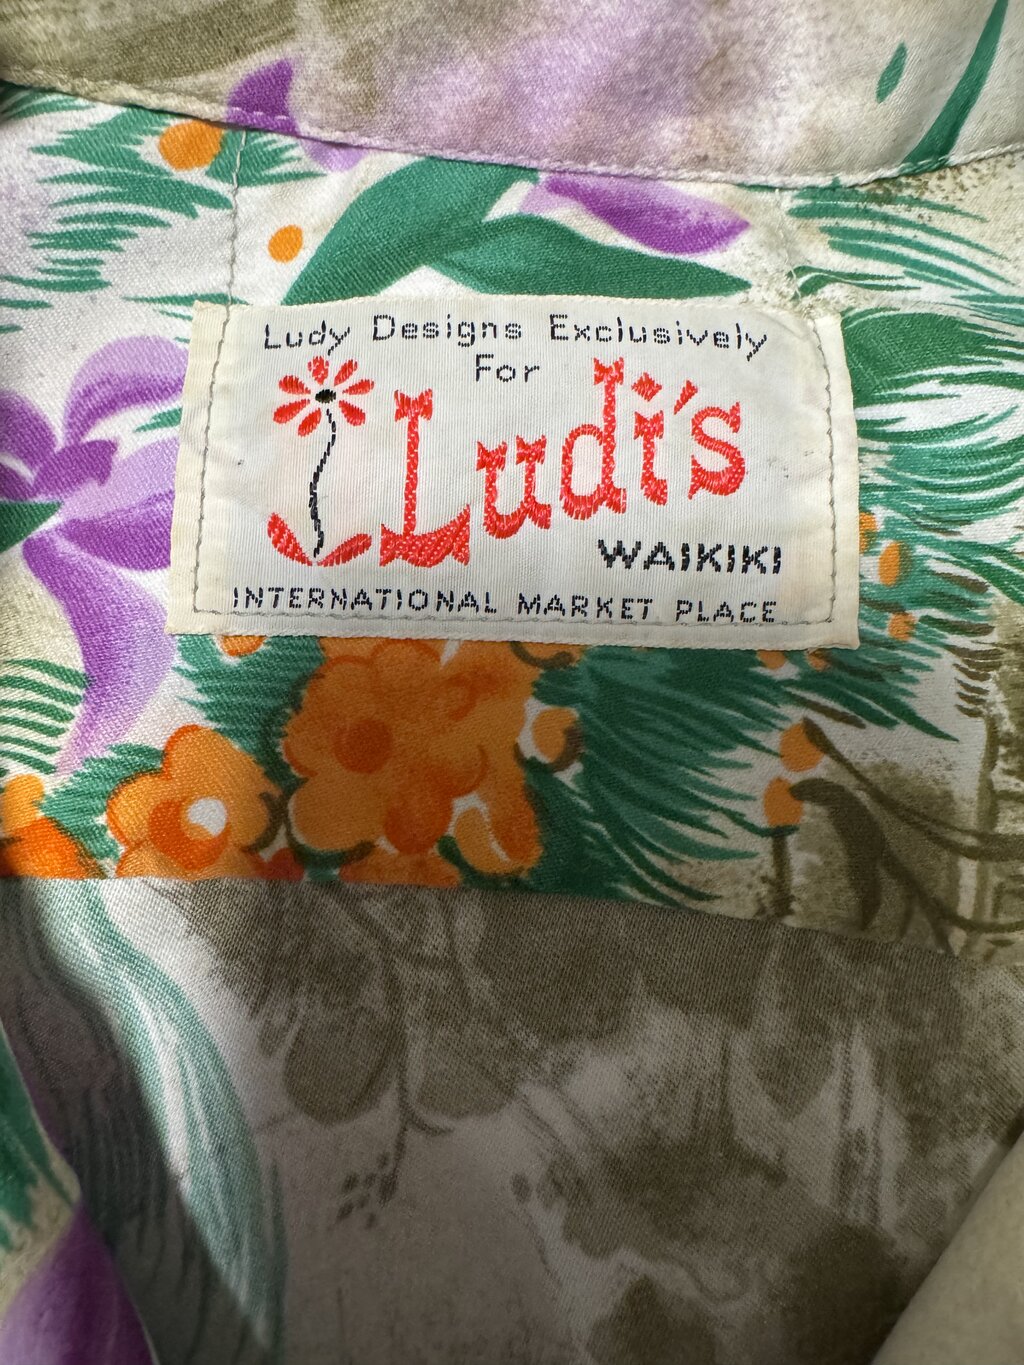 Ludy Designs Exclusively
For
Ludi's
WAIKIKI
INTERNATIONAL MARKET PLACE